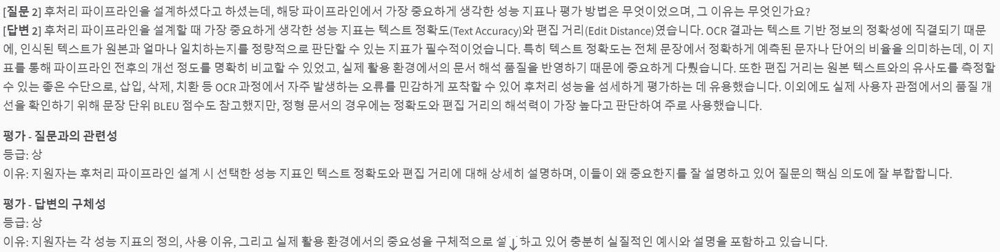 [질문 2] 후처리 파이프라인을 설계하셨다고 하셨는데, 해당 파이프라인에서 가장 중요하게 생각한 성능 지표나 평가 방법은 무엇이었으며, 그 이유는 무엇인가요?
[답변 2] 후처리 파이프라인을 설계할 때 가장 중요하게 생각한 성능 지표는 텍스트 정확도(Text Accuracy)와 편집 거리(Edit Distance)였습니다. OCR 결과는 텍스트 기반 정보의 정확성에 직결되기 때문
에, 인식된 텍스트가 원본과 얼마나 일치하는지를 정량적으로 판단할 수 있는 지표가 필수적이었습니다. 특히 텍스트 정확도는 전체 문장에서 정확하게 예측된 문자나 단어의 비율을 의미하는데, 이 지
표를 통해 파이프라인 전후의 개선 정도를 명확히 비교할 수 있었고, 실제 활용 환경에서의 문서 해석 품질을 반영하기 때문에 중요하게 다뤘습니다. 또한 편집 거리는 원본 텍스트와의 유사도를 측정할
수 있는 좋은 수단으로, 삽입, 삭제, 치환 등 OCR 과정에서 자주 발생하는 오류를 민감하게 포착할 수 있어 후처리 성능을 섬세하게 평가하는 데 유용했습니다. 이외에도 실제 사용자 관점에서의 품질 개
선을 확인하기 위해 문장 단위 BLEU 점수도 참고했지만, 정형 문서의 경우에는 정확도와 편집 거리의 해석력이 가장 높다고 판단하여 주로 사용했습니다.
평가 - 질문과의 관련성
등급: 상
이유: 지원자는 후처리 파이프라인 설계 시 선택한 성능 지표인 텍스트 정확도와 편집 거리에 대해 상세히 설명하며, 이들이 왜 중요한지를 잘 설명하고 있어 질문의 핵심 의도에 잘 부합합니다.
평가 - 답변의 구체성
등급: 상
이유: 지원자는 각 성능 지표의 정의, 사용 이유, 그리고 실제 활용 환경에서의 중요성을 구체적으로 설 하고 있어 충분히 실질적인 예시와 설명을 포함하고 있습니다.